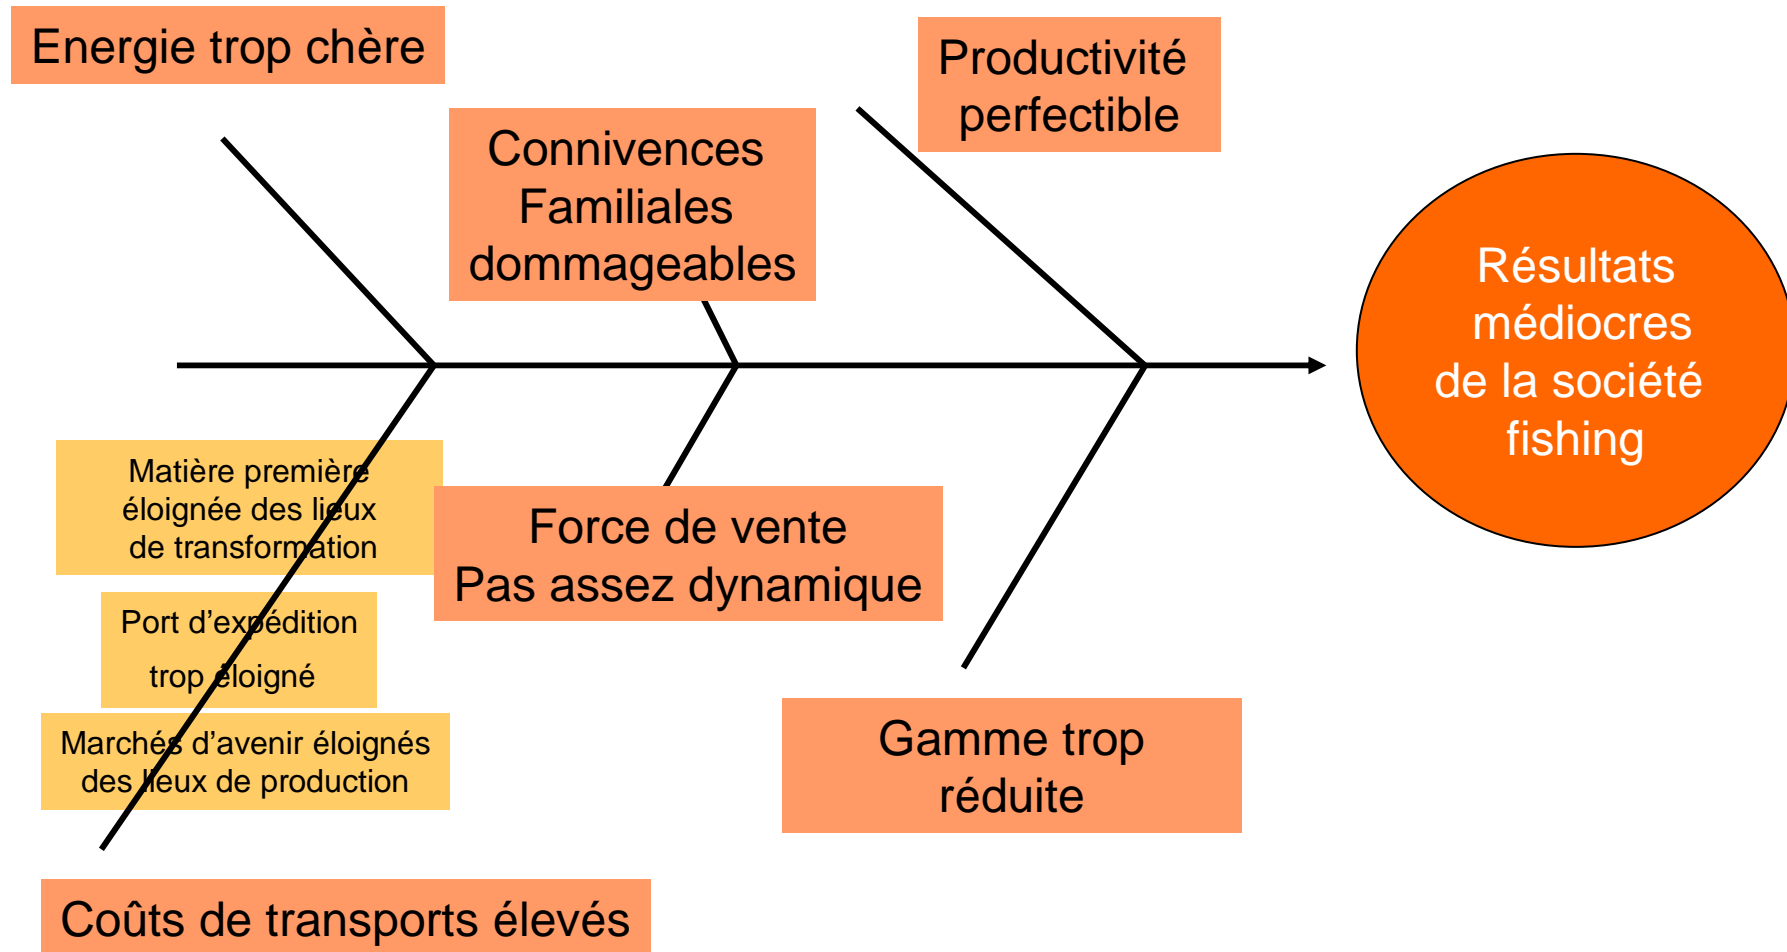 Energie trop chère
Connivences
Familiales
dommageables
Productivité
perfectible
Résultats
médiocres
de la société
fishing
Matière première
éloignée des lieux
de transformation
Port d’expédition
trop éloigné
Marchés d’avenir éloignés
des lieux de production
Force de vente
Pas assez dynamique
Gamme trop
réduite
Coûts de transports élevés